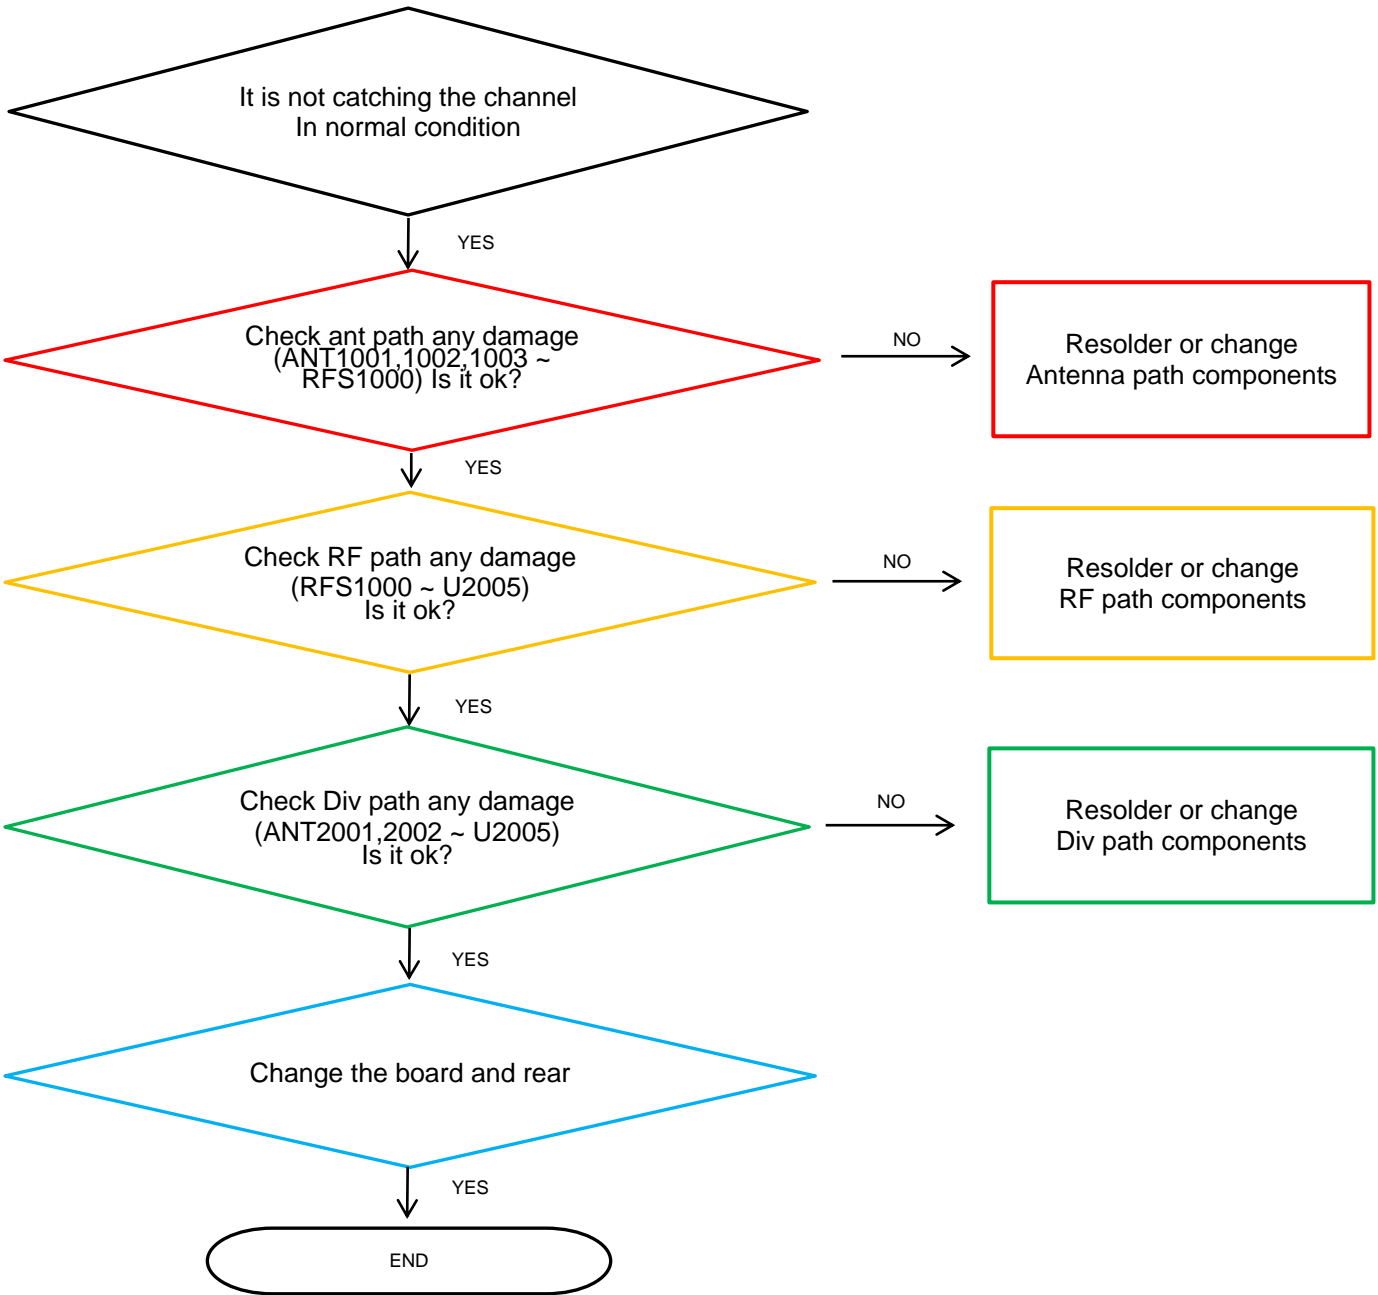 It is not catching the channel
In normal condition
YES
Check ant path any damage
(ANT1001,1002,1003 ~
RFS1000) Is it ok?
NO
Resolder or change
Antenna path components
YES
Check RF path any damage
(RFS1000 ~ U2005)
Is it ok?
NO
Resolder or change
RF path components
YES
Check Div path any damage
(ANT2001,2002 ~ U2005)
Is it ok?
NO
Resolder or change
Div path components
YES
Change the board and rear
YES
END